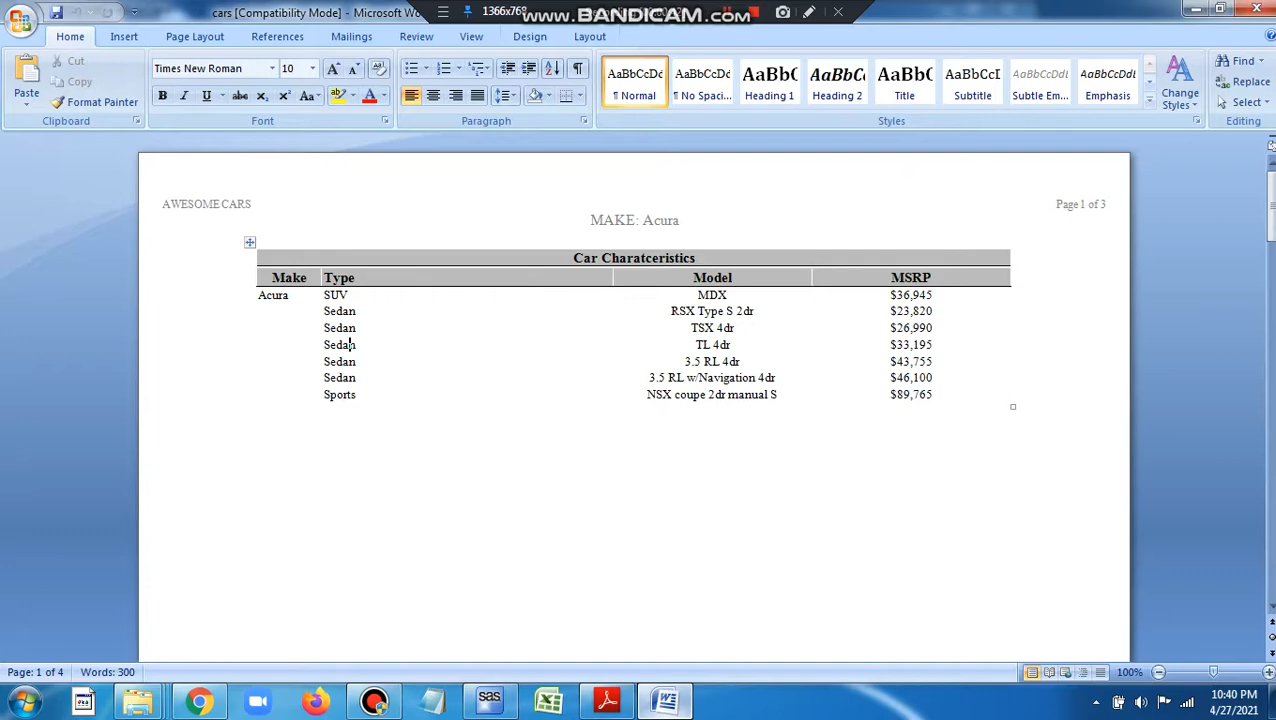 cars [Compatibility Mode] - Microsoft Wo
1366x768
www.BANDICAM.com
Home Insert Page Layout References Mailings Review View Design Layout
Paste
Cut
Copy
Format Painter
Clipboard
Times New Roman 10
Font
Paragraph
AaBbCcDd AaBbCcDd AaBbC AaBbC AaBbC AaBbCcI AaBbCcDdI AaBbCcDdI
¶ Normal ¶ No Spaci... Heading 1 Heading 2 Title Subtitle Subtle Em... Emphasis
Change Styles
Styles
Find
Replace
Select
Editing
AWESOME CARS Page 1 of 3
MAKE: Acura
Car Charatceristics
Make Type Model MSRP
Acura SUV MDX $36,945
Sedan RSX Type S 2dr $23,820
Sedan TSX 4dr $26,990
Sedan TL 4dr $33,195
Sedan 3.5 RL 4dr $43,755
Sedan 3.5 RL w/Navigation 4dr $46,100
Sports NSX coupe 2dr manual S $89,765
Page: 1 of 4 Words: 300 100%
sas
10:40 PM
4/27/2021